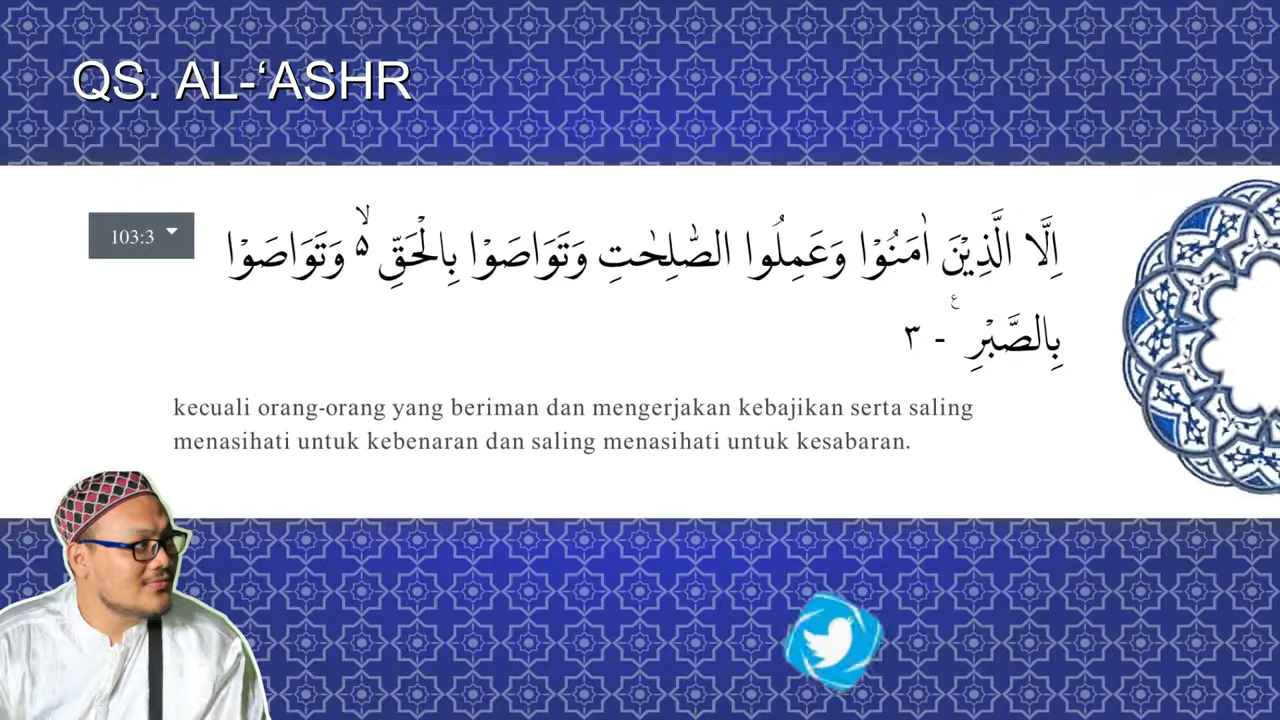 QS. AL-‘ASHR
103:3
اِلَّا الَّذِيْنَ اٰمَنُوْا وَعَمِلُوا الصّٰلِحٰتِ وَتَوَاصَوْا بِالْحَقِّ ەۙ وَتَوَاصَوْا
بِالصَّبْرِ ࣖ - ٣
kecuali orang-orang yang beriman dan mengerjakan kebajikan serta saling
menasihati untuk kebenaran dan saling menasihati untuk kesabaran.